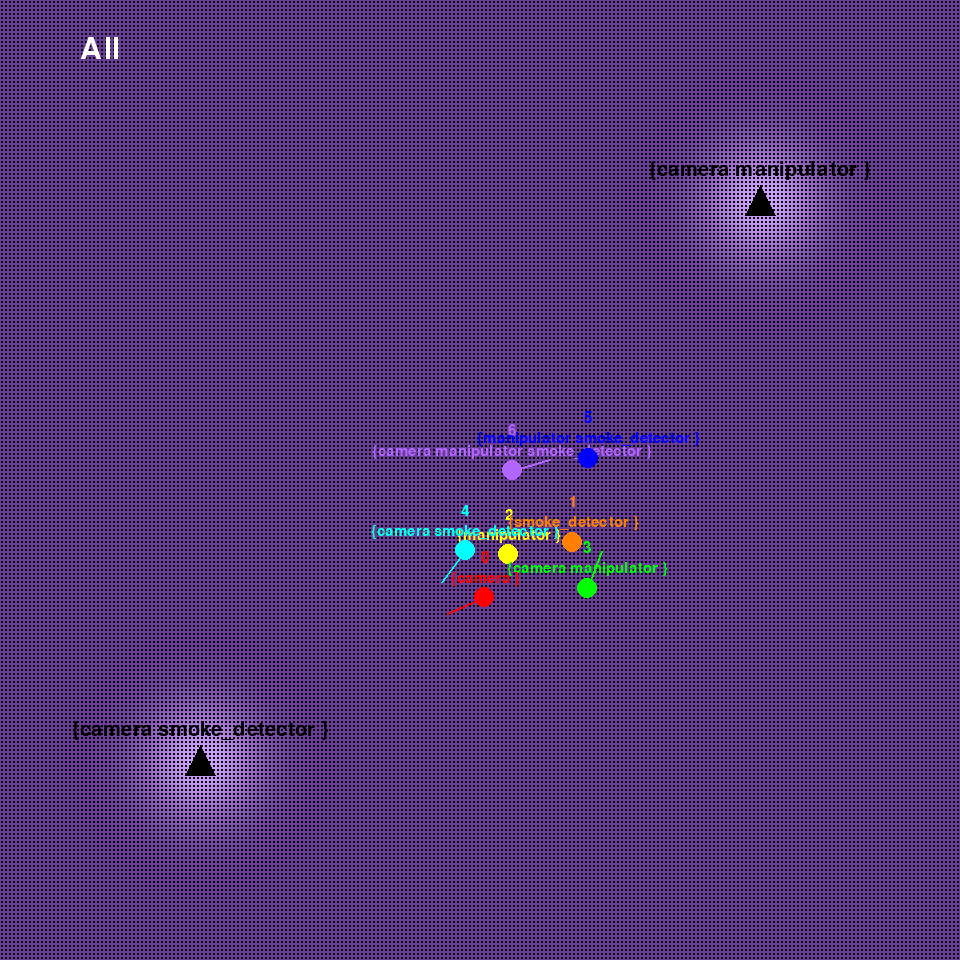 All
{camera manipulator }
5
6
{manipulator smoke_detector }
{camera manipulator smoke_detector }
1
4
2
{smoke_detector }
{camera smoke_detector }
{manipulator }
3
0
{camera manipulator }
{camera }
{camera smoke_detector }